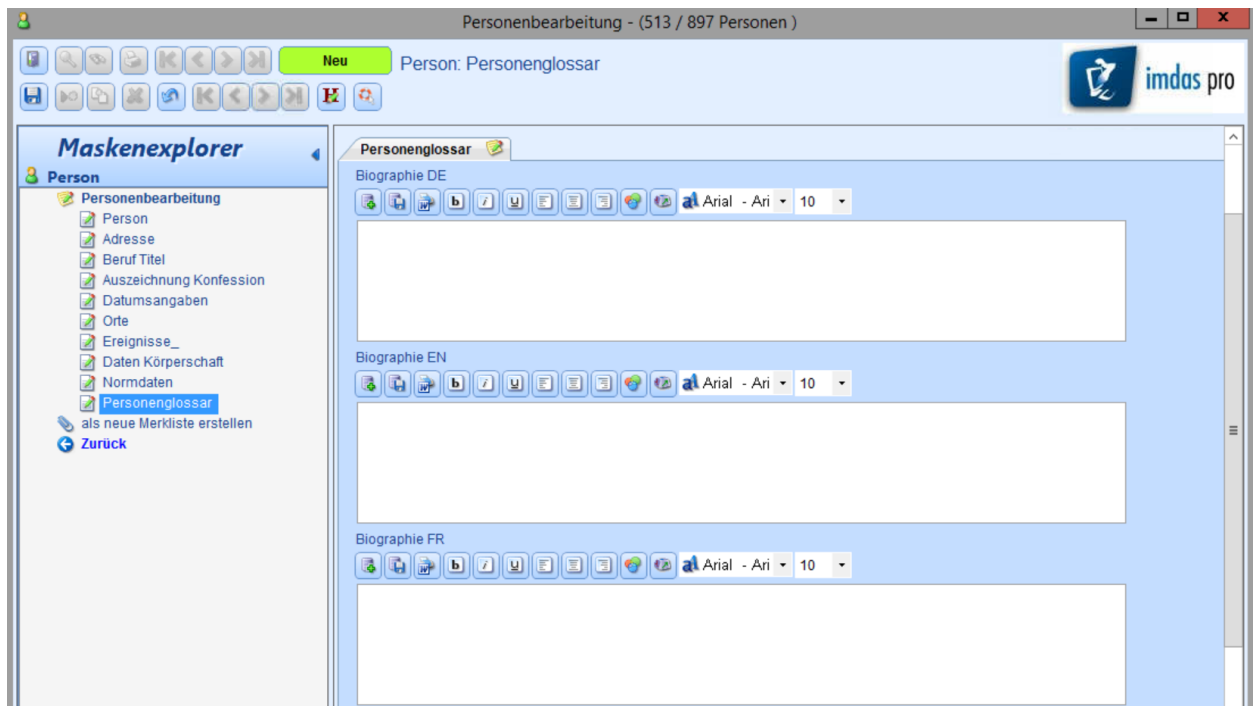 Personenbearbeitung - (513 / 897 Personen )
Neu
Person: Personenglossar
H
imdas pro
Maskenexplorer
Person
Personenbearbeitung
Person
Adresse
Beruf Titel
Auszeichnung Konfession
Datumsangaben
Orte
Ereignisse_
Daten Körperschaft
Normdaten
Personenglossar
als neue Merkliste erstellen
Zurück
Personenglossar
Biographie DE
b i u a Arial - Ari 10
Biographie EN
b i u a Arial - Ari 10
Biographie FR
b i u a Arial - Ari 10